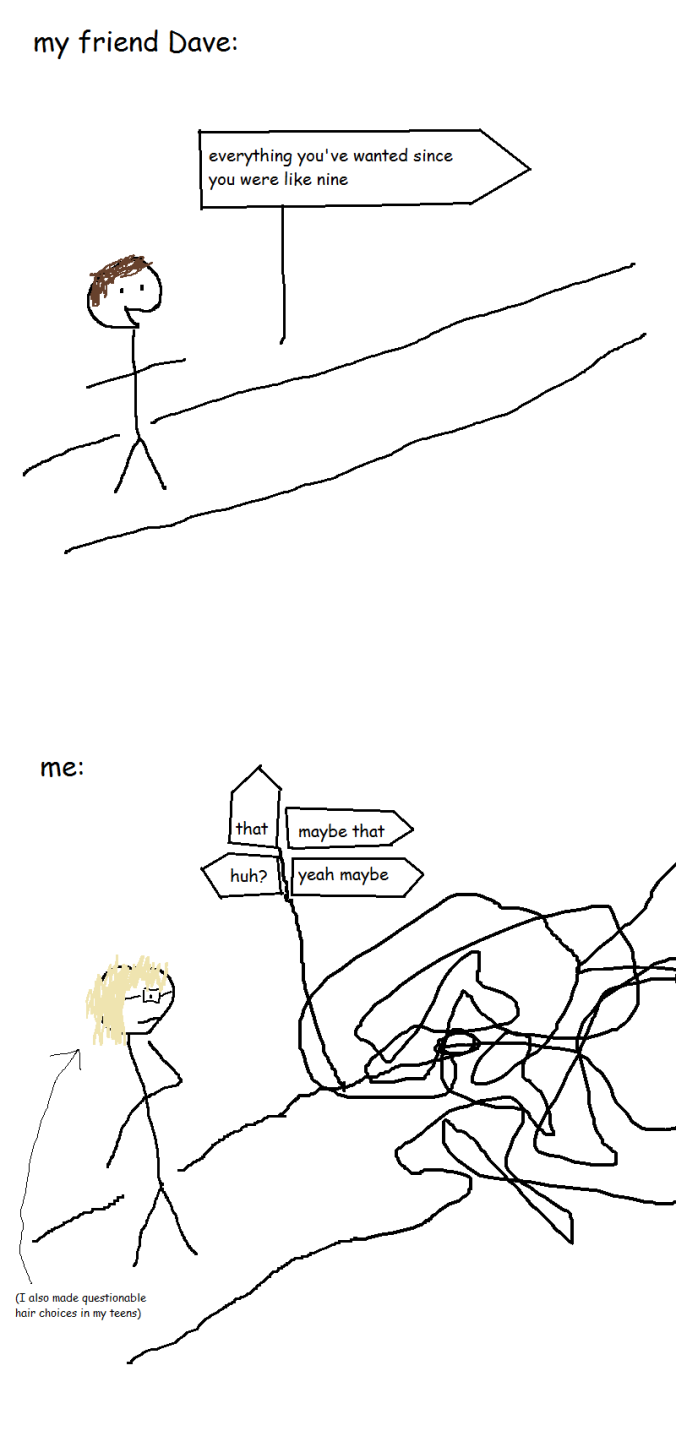 my friend Dave:
everything you've wanted since
you were like nine
me:
that
maybe that
huh?
yeah maybe
(I also made questionable
hair choices in my teens)